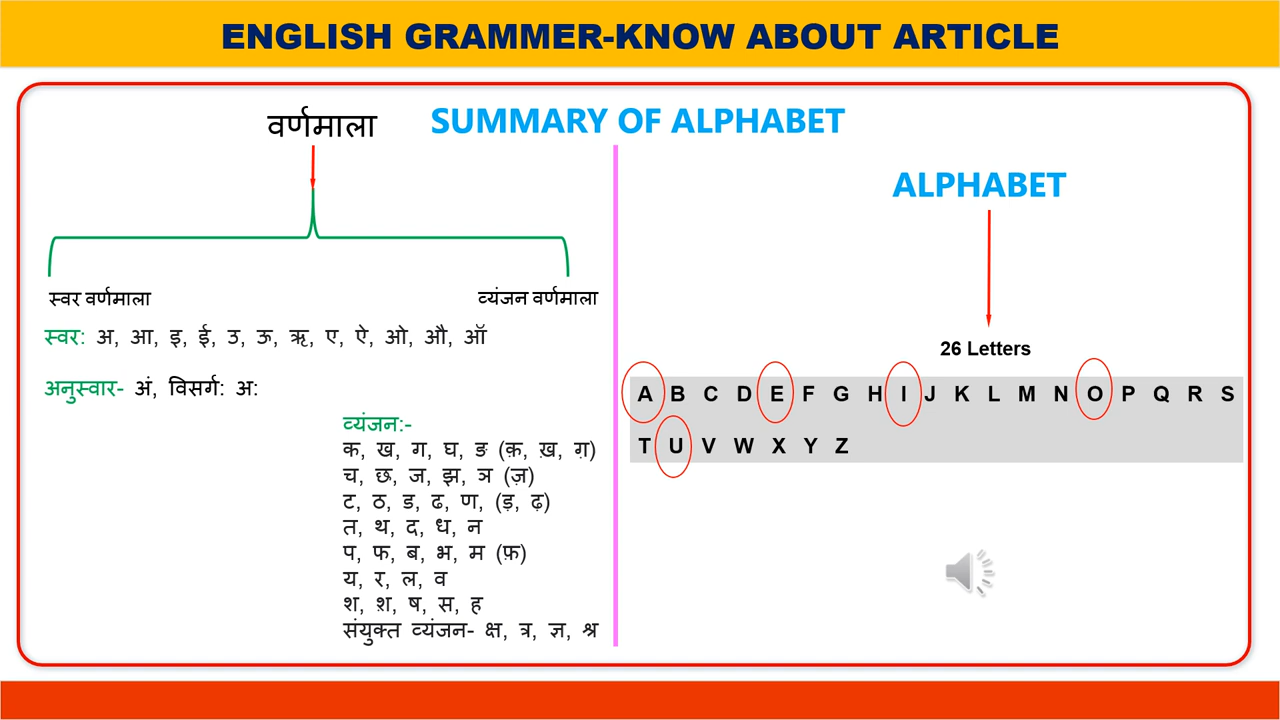 ENGLISH GRAMMER-KNOW ABOUT ARTICLE
वर्णमाला
SUMMARY OF ALPHABET
स्वर वर्णमाला
व्यंजन वर्णमाला
स्वर: अ, आ, इ, ई, उ, ऊ, ऋ, ए, ऐ, ओ, औ, ऑ
अनुस्वार- अं, विसर्ग: अ:
व्यंजन:-
क, ख, ग, घ, ङ (क़, ख़, ग़)
च, छ, ज, झ, ञ (ज़)
ट, ठ, ड, ढ, ण, (ड़, ढ़)
त, थ, द, ध, न
प, फ, ब, भ, म (फ़)
य, र, ल, व
श, श़, ष, स, ह
संयुक्त व्यंजन- क्ष, त्र, ज्ञ, श्र
ALPHABET
26 Letters
A B C D E F G H I J K L M N O P Q R S
T U V W X Y Z